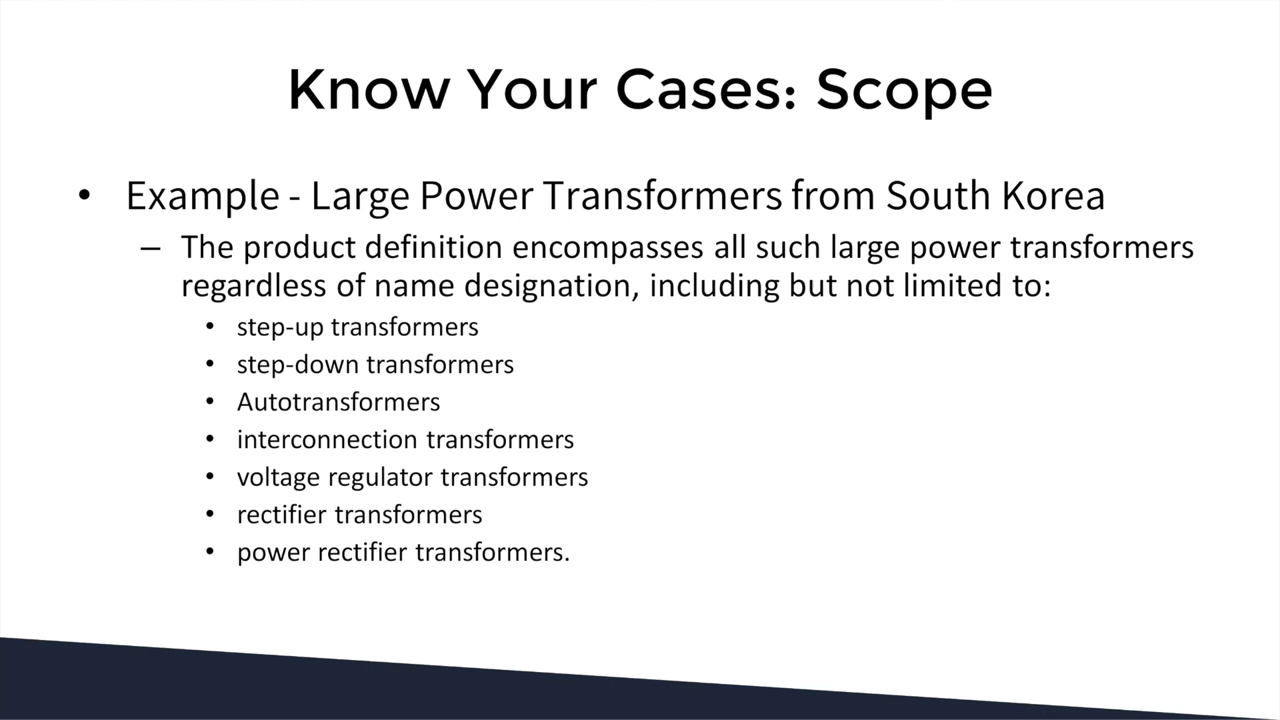 Know Your Cases: Scope
• Example - Large Power Transformers from South Korea
– The product definition encompasses all such large power transformers
regardless of name designation, including but not limited to:
• step-up transformers
• step-down transformers
• Autotransformers
• interconnection transformers
• voltage regulator transformers
• rectifier transformers
• power rectifier transformers.